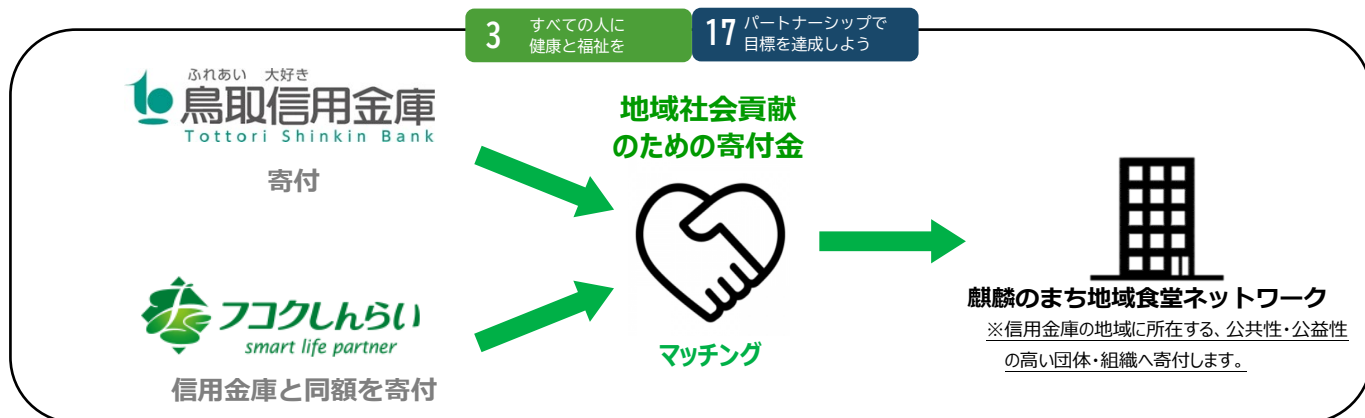 3
すべての人に
健康と福祉を
17
パートナーシップで
目標を達成しよう
ふれあい 大好き
鳥取信用金庫
Tottori Shinkin Bank
寄付
地域社会貢献
のための寄付金
マッチング
フコクしんらい
smart life partner
信用金庫と同額を寄付
麒麟のまち地域食堂ネットワーク
※信用金庫の地域に所在する、公共性・公益性
の高い団体・組織へ寄付します。